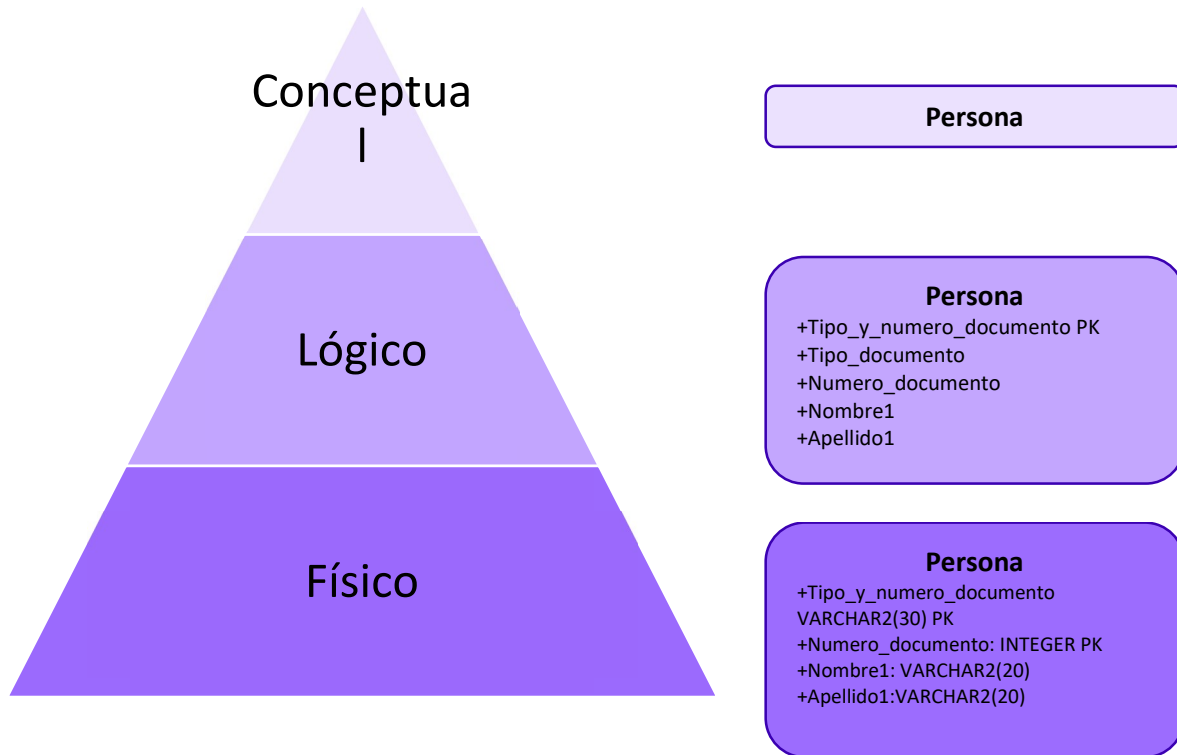 Conceptua
l
Persona
Lógico
Persona
+Tipo_y_numero_documento PK
+Tipo_documento
+Numero_documento
+Nombre1
+Apellido1
Físico
Persona
+Tipo_y_numero_documento
VARCHAR2(30) PK
+Numero_documento: INTEGER PK
+Nombre1: VARCHAR2(20)
+Apellido1:VARCHAR2(20)